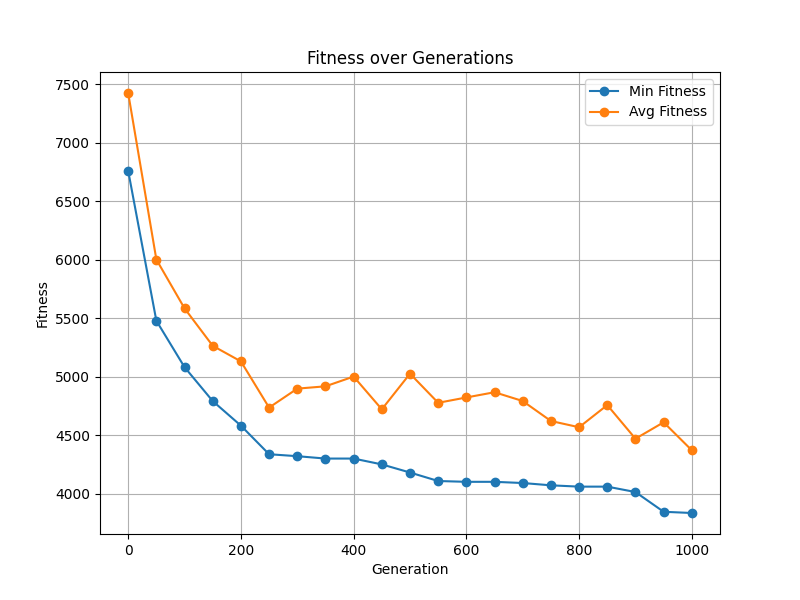 Fitness over Generations
Min Fitness
Avg Fitness
7500
7000
6500
6000
5500
5000
4500
4000
Fitness
0 200 400 600 800 1000
Generation